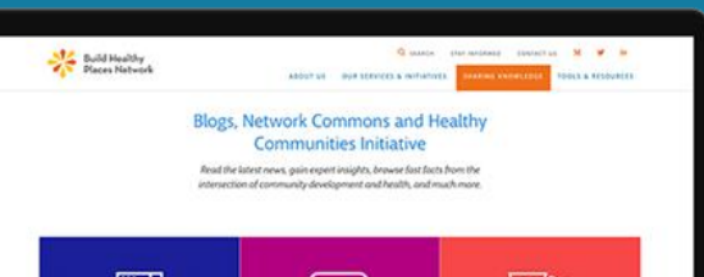 Build Healthy
Places Network
SEARCH STAY INFORMED CONTACT US
ABOUT US OUR SERVICES & INITIATIVES SHARING KNOWLEDGE TOOLS & RESOURCES
Blogs, Network Commons and Healthy
Communities Initiative
Read the latest news, gain expert insights, browse fast facts from the
intersection of community development and health, and much more.